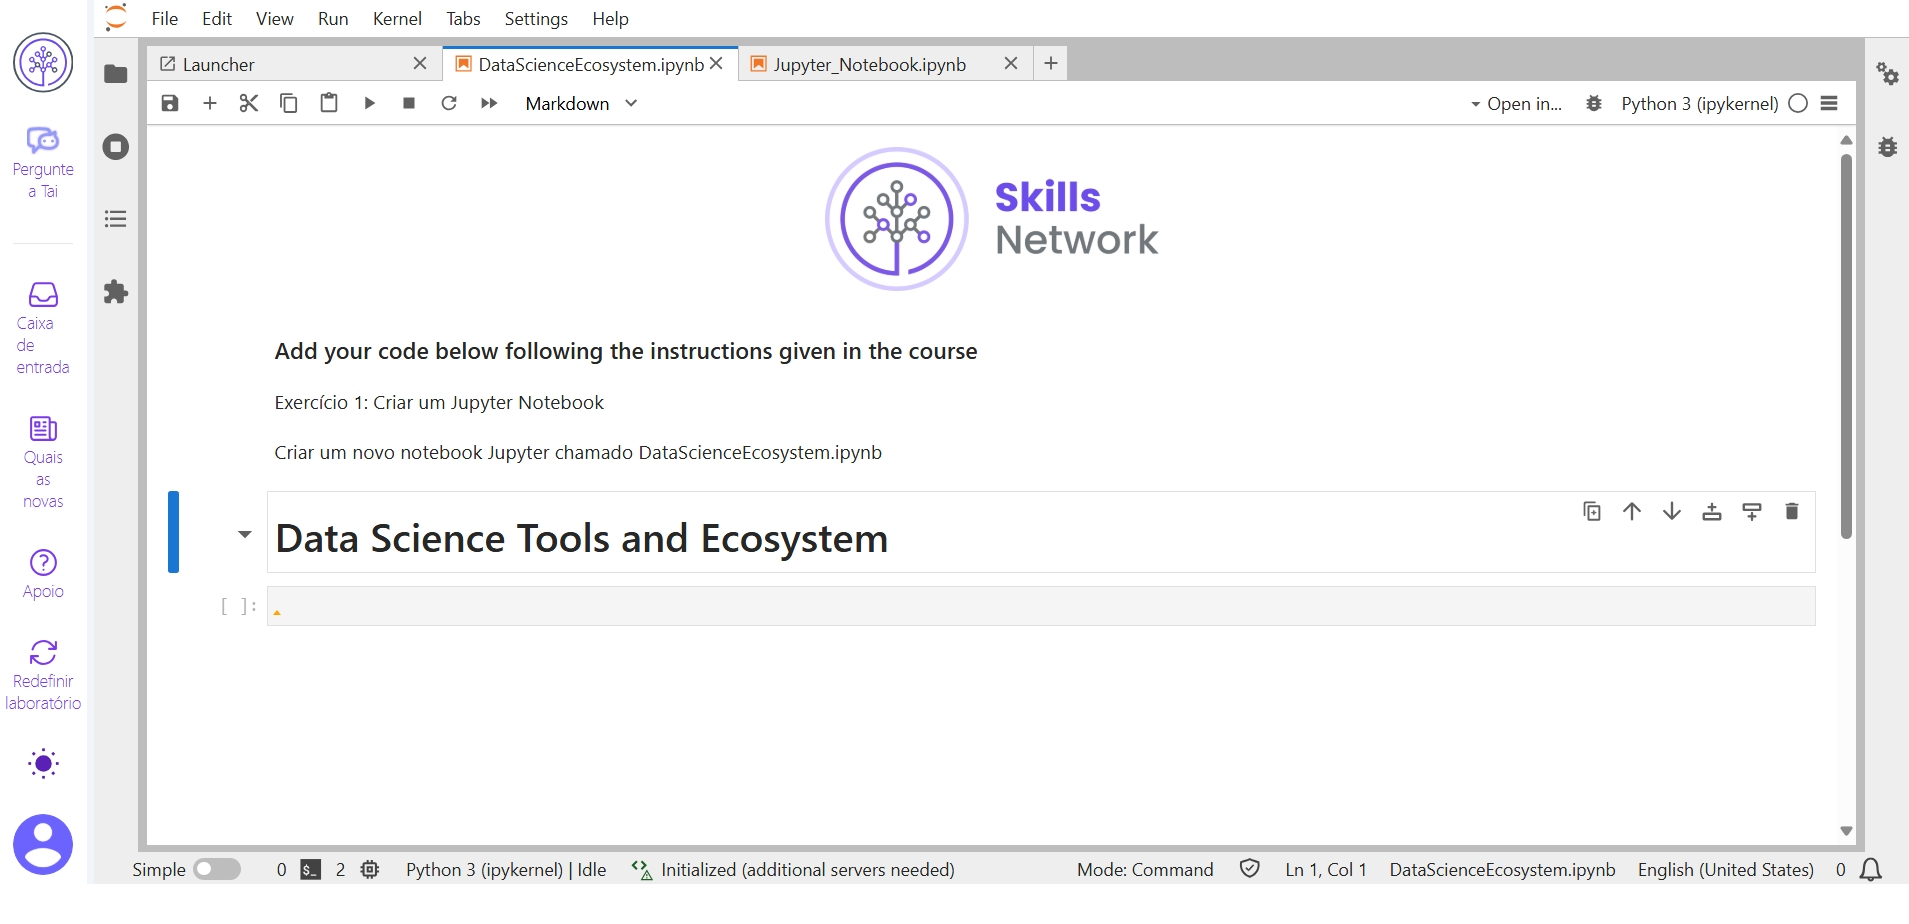 File Edit View Run Kernel Tabs Settings Help
Launcher
DataScienceEcosystem.ipynb
Jupyter_Notebook.ipynb
Markdown
Open in...
Python 3 (ipykernel)
Pergunte
a Tai
Caixa
de
entrada
Quais
as
novas
Apoio
Redefinir
laboratório
Skills
Network
Add your code below following the instructions given in the course
Exercício 1: Criar um Jupyter Notebook
Criar um novo notebook Jupyter chamado DataScienceEcosystem.ipynb
Data Science Tools and Ecosystem
[ ]:
Simple 0 $_ 2 Python 3 (ipykernel) | Idle Initialized (additional servers needed) Mode: Command Ln 1, Col 1 DataScienceEcosystem.ipynb English (United States) 0